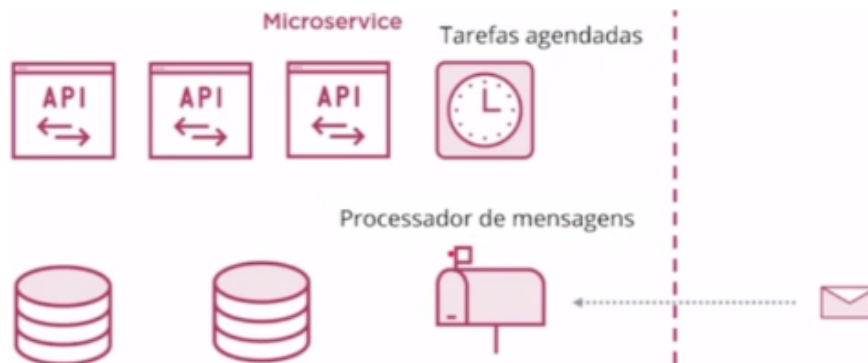 Microservice
Tarefas agendadas
API
API
API
Processador de mensagens